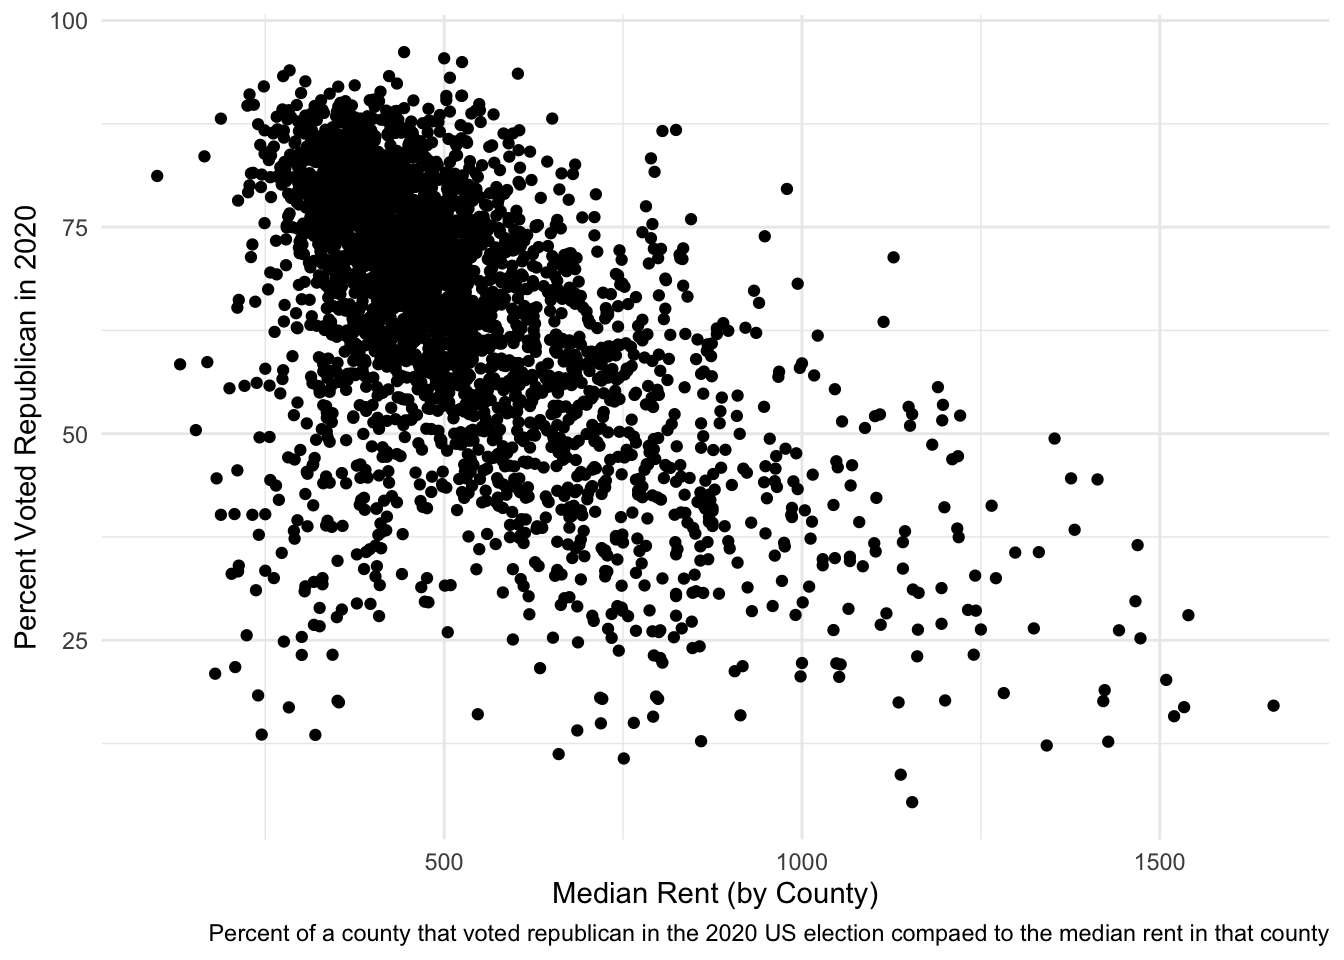 100
75
50
25
Percent Voted Republican in 2020
500 1000 1500
Median Rent (by County)
Percent of a county that voted republican in the 2020 US election compaed to the median rent in that county